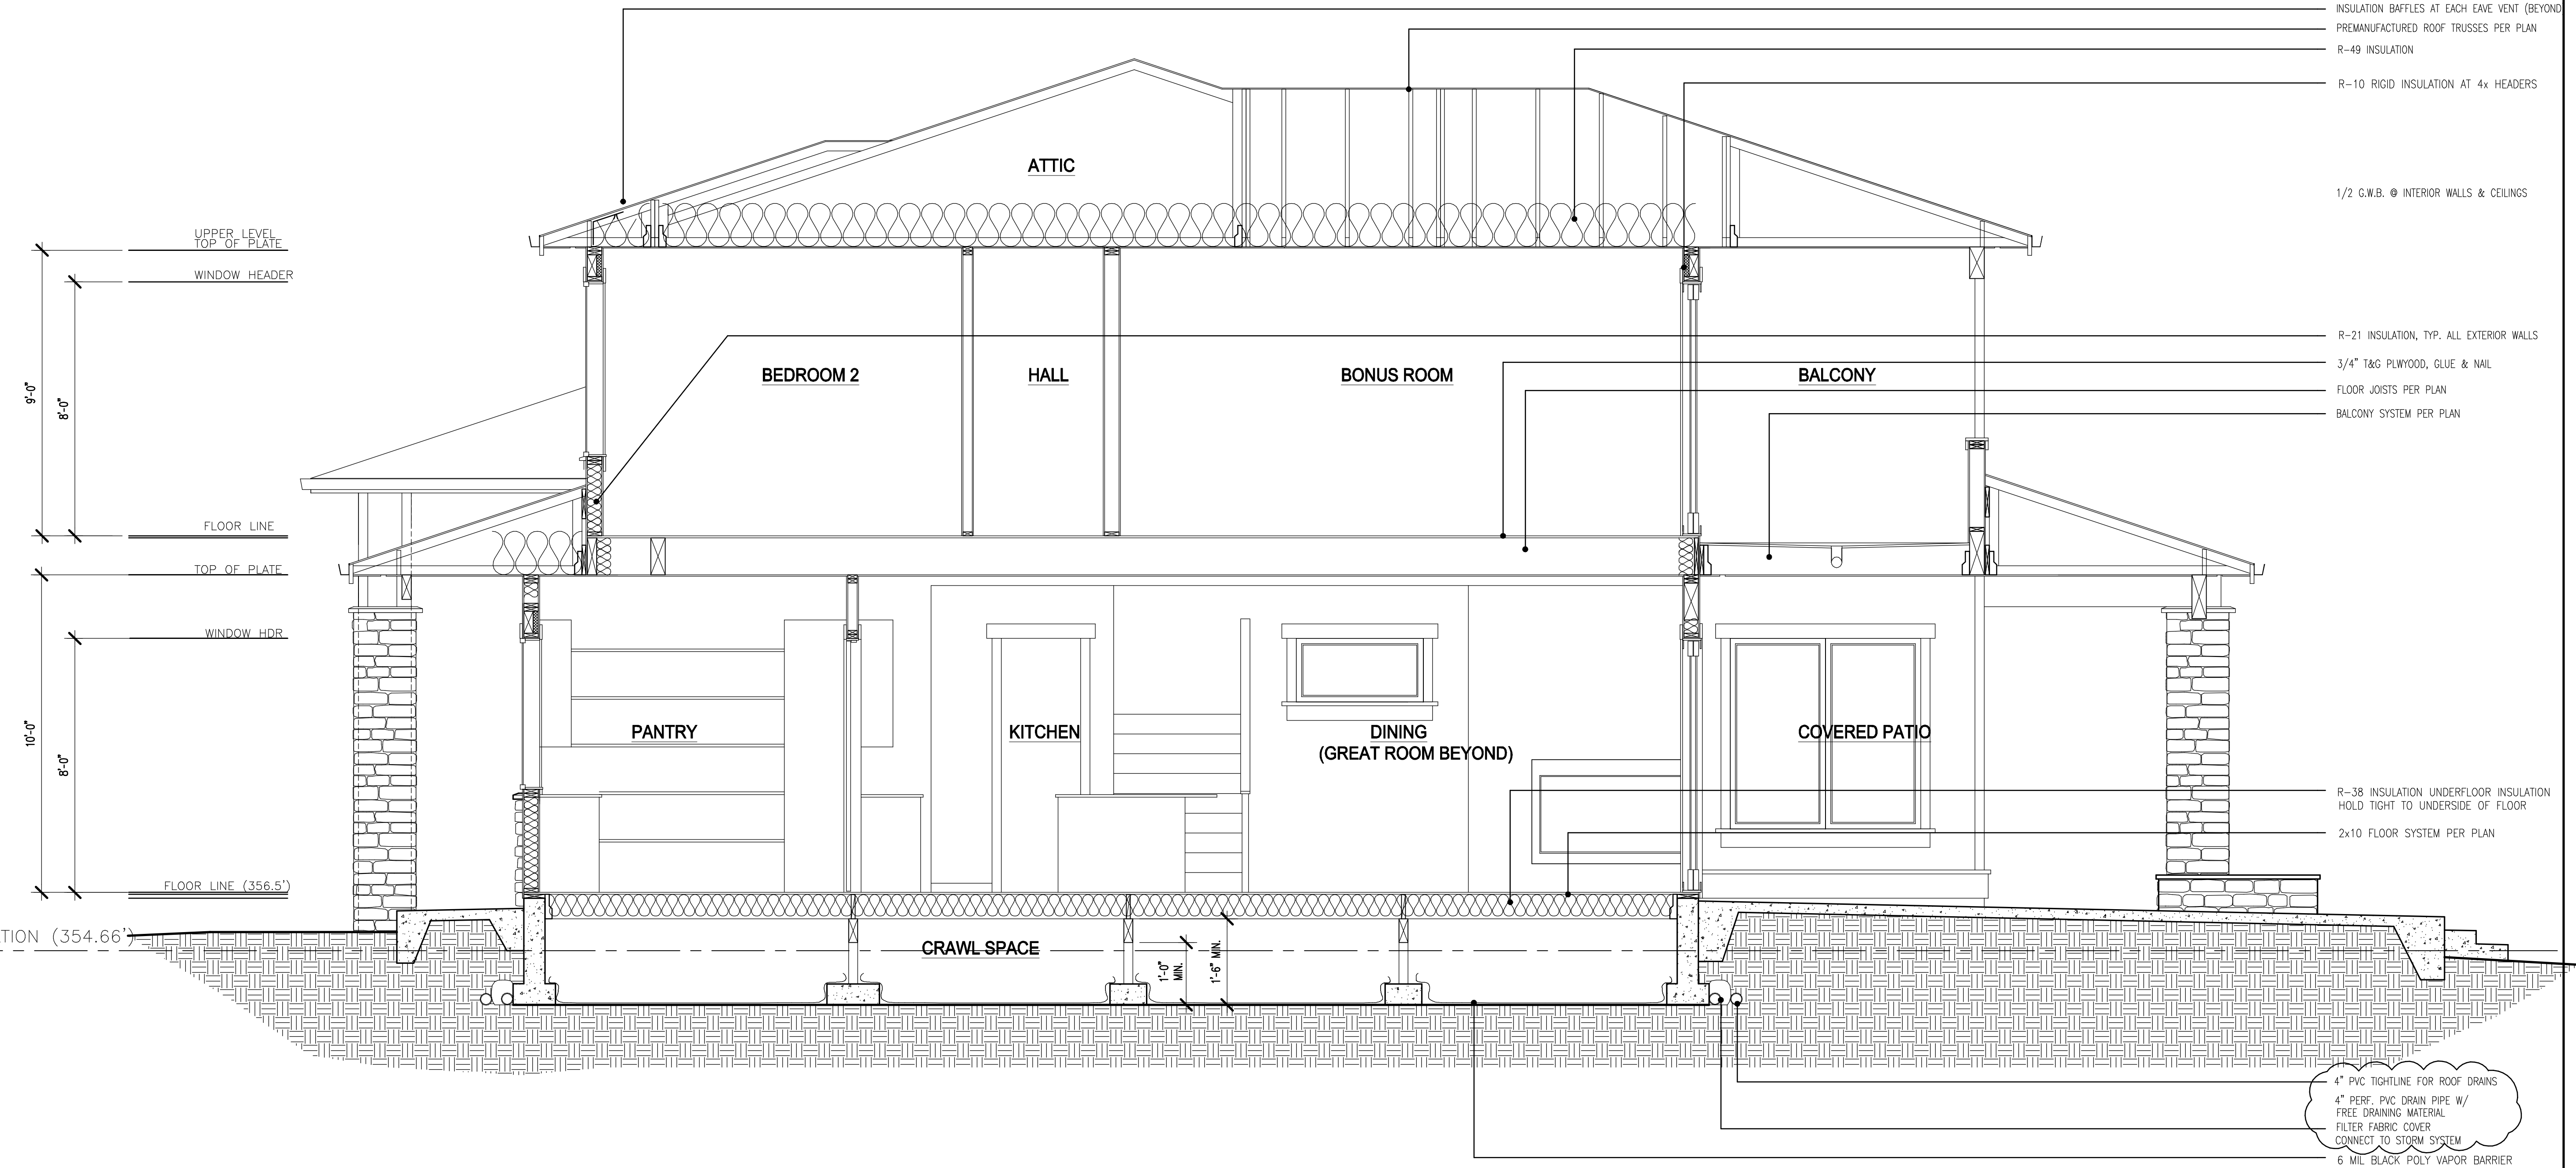 INSULATION BAFFLES AT EACH EAVE VENT (BEYOND
PREMANUFACTURED ROOF TRUSSES PER PLAN
R-49 INSULATION
R-10 RIGID INSULATION AT 4x HEADERS
ATTIC
1/2 G.W.B. @ INTERIOR WALLS & CEILINGS
UPPER LEVEL
TOP OF PLATE
WINDOW HEADER
R-21 INSULATION, TYP. ALL EXTERIOR WALLS
3/4" T&G PLWYOOD, GLUE & NAIL
BEDROOM 2
HALL
BONUS ROOM
BALCONY
9'-0"
8'-0"
FLOOR JOISTS PER PLAN
BALCONY SYSTEM PER PLAN
FLOOR LINE
TOP OF PLATE
WINDOW HDR
10'-0"
8'-0"
PANTRY
KITCHEN
DINING
(GREAT ROOM BEYOND)
COVERED PATIO
R-38 INSULATION UNDERFLOOR INSULATION
HOLD TIGHT TO UNDERSIDE OF FLOOR
2x10 FLOOR SYSTEM PER PLAN
FLOOR LINE (356.5')
TION (354.66')
CRAWL SPACE
1'-0"
MIN.
1'-6" MIN.
4" PVC TIGHTLINE FOR ROOF DRAINS
4" PERF. PVC DRAIN PIPE W/
FREE DRAINING MATERIAL
FILTER FABRIC COVER
CONNECT TO STORM SYSTEM
6 MIL BLACK POLY VAPOR BARRIER